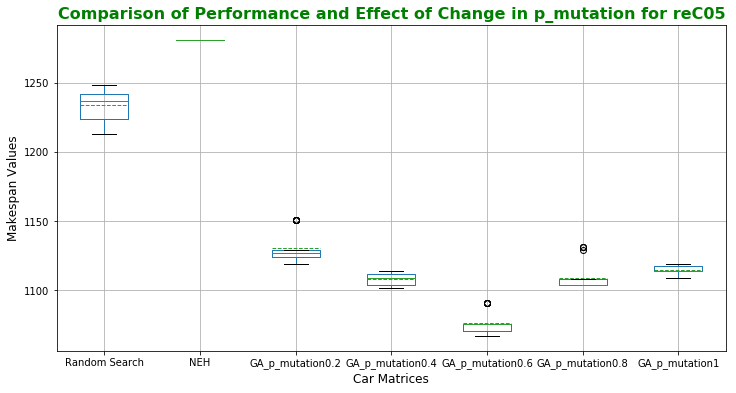 Comparison of Performance and Effect of Change in p_mutation for reC05
Makespan Values
1250
1200
1150
1100
Random Search
NEH
GA_p_mutation0.2
GA_p_mutation0.4
GA_p_mutation0.6
GA_p_mutation0.8
GA_p_mutation1
Car Matrices